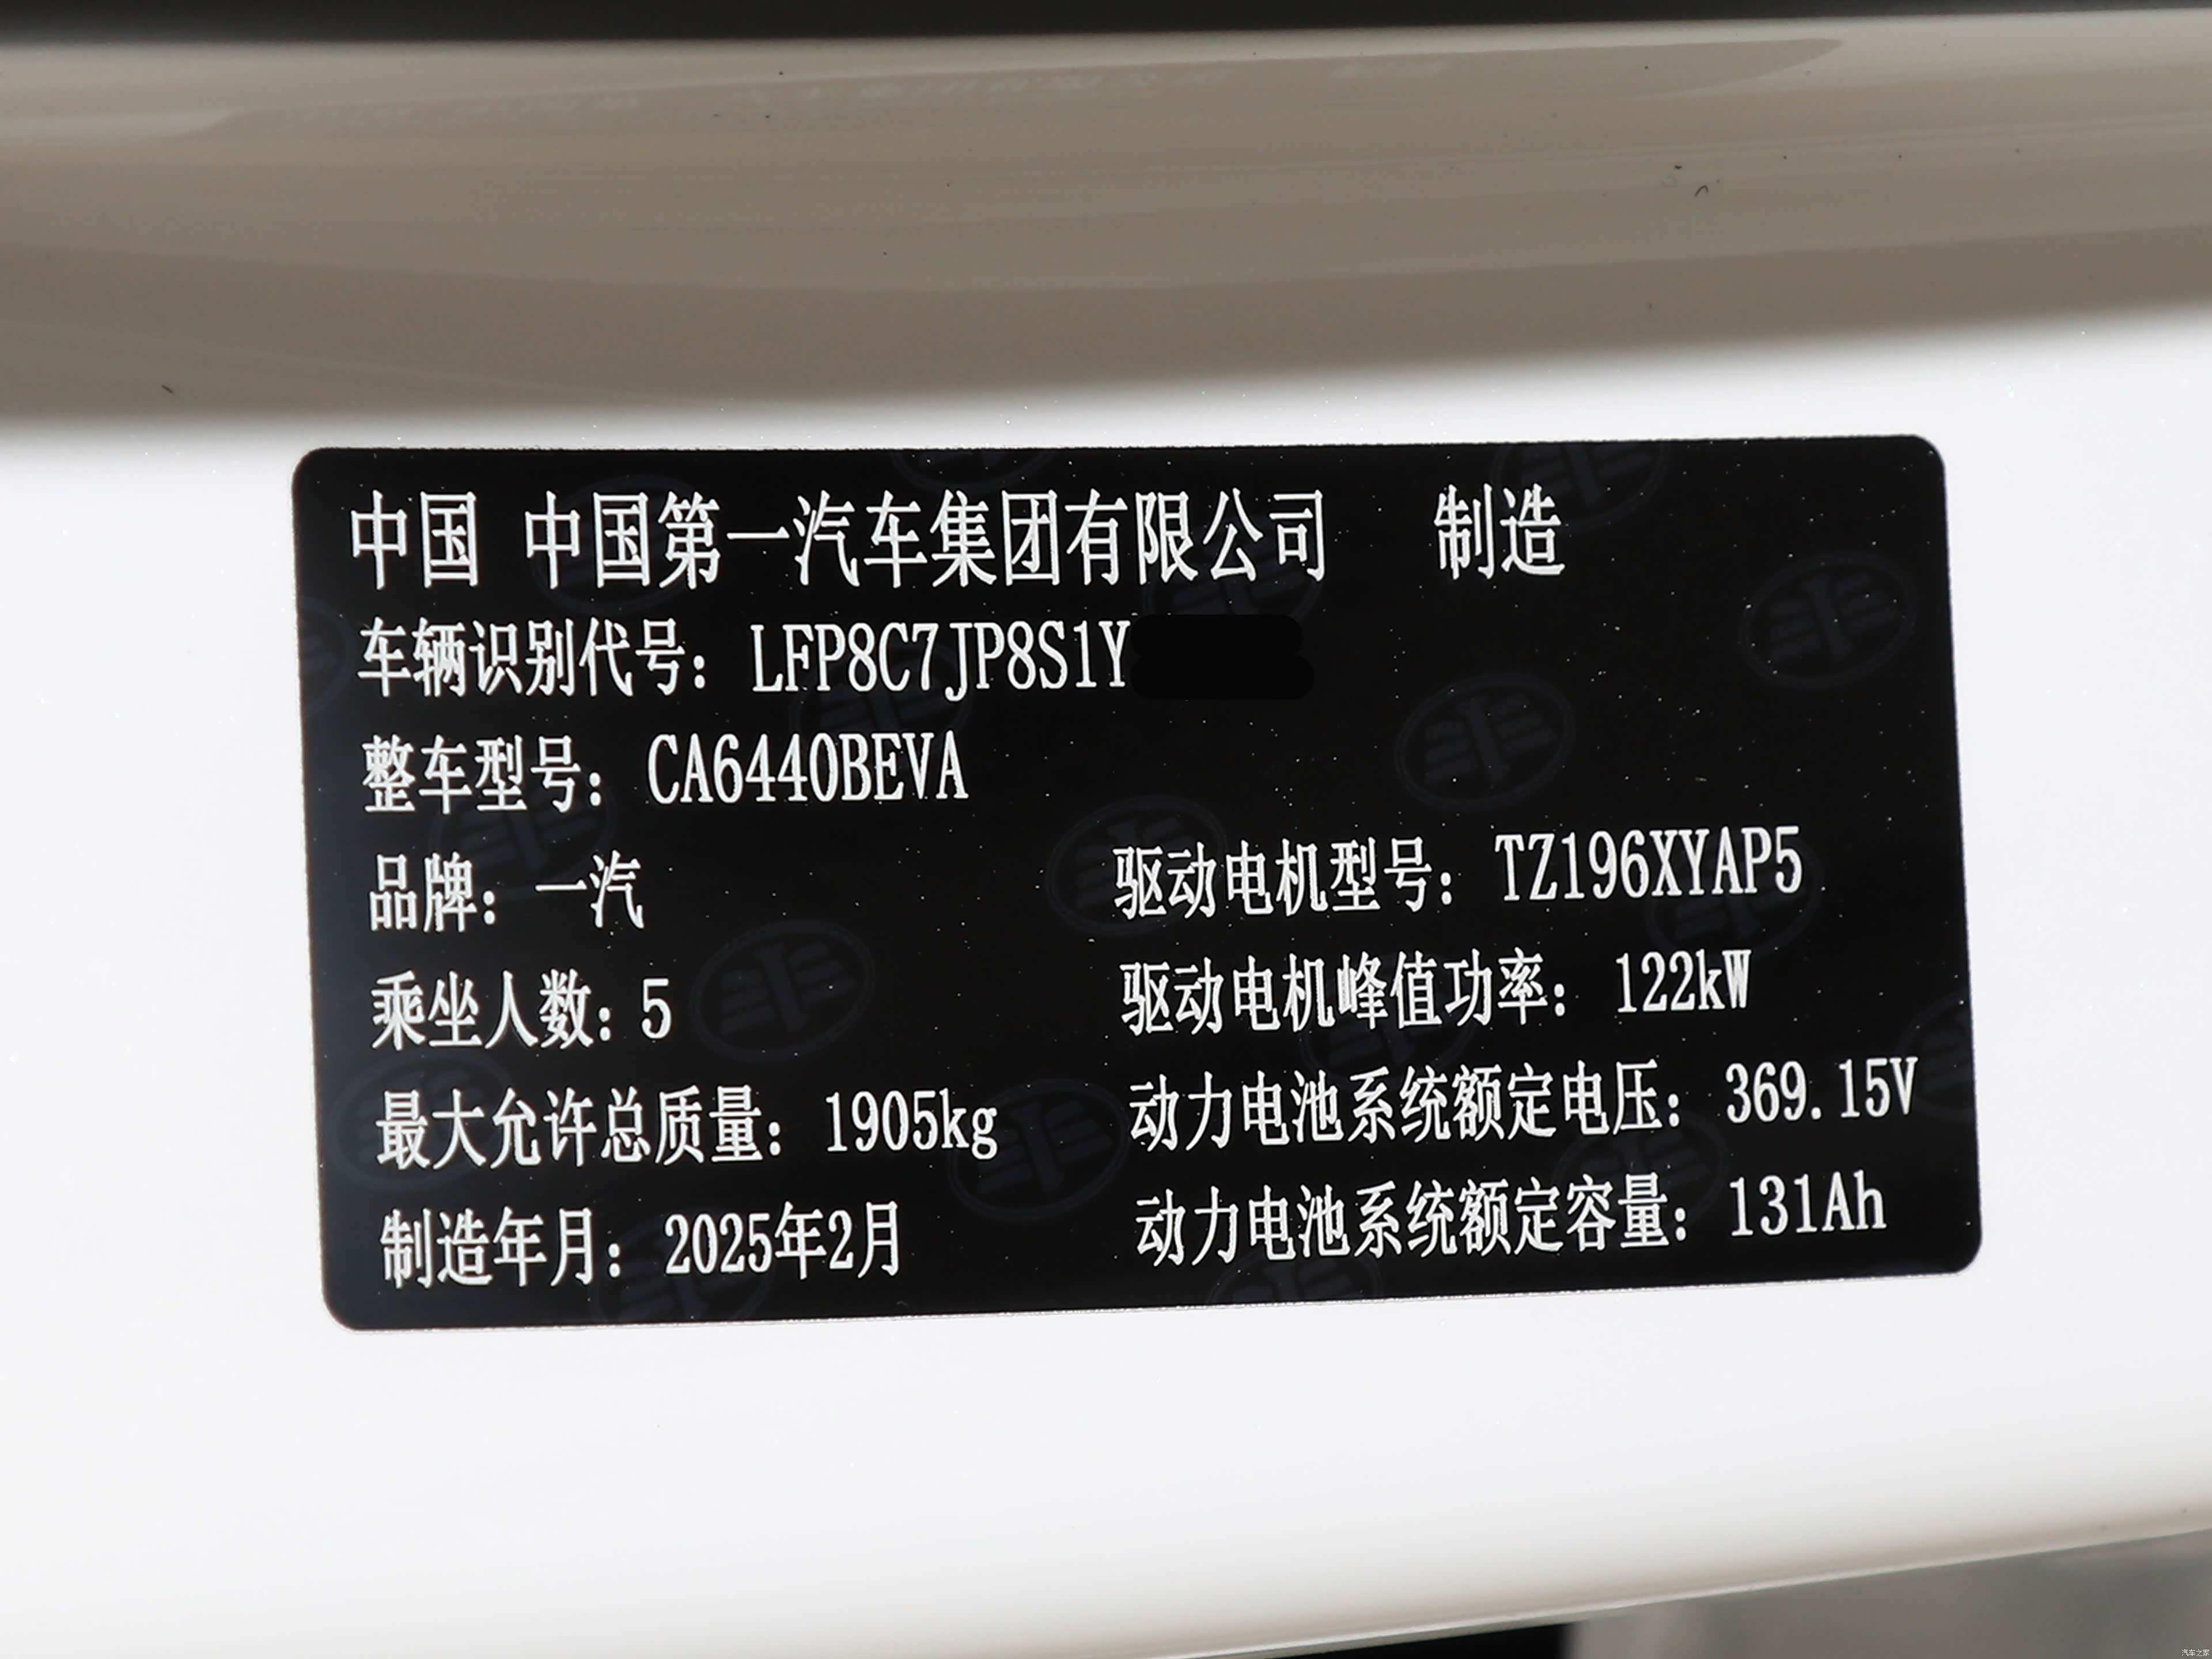 中国 中国第一汽车集团有限公司 制造
车辆识别代号：LFP8C7JP8S1Y
整车型号：CA6440BEVA
品牌：一汽 驱动电机型号：TZ196XYAP5
乘坐人数：5 驱动电机峰值功率：122kW
最大允许总质量：1905kg 动力电池系统额定电压：369.15V
制造年月：2025年2月 动力电池系统额定容量：131Ah
汽车之家